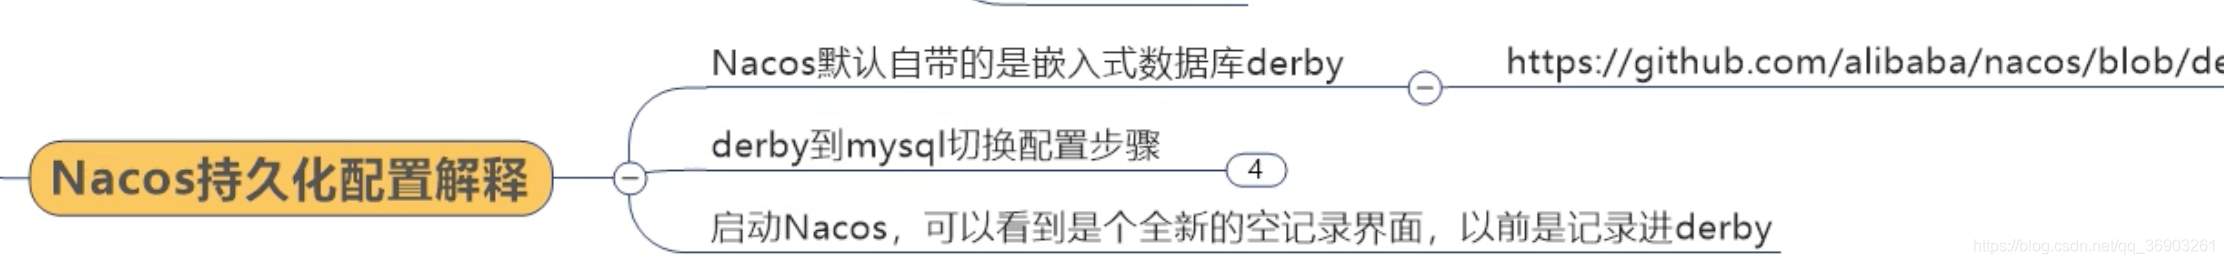 Nacos默认自带的是嵌入式数据库derby
https://github.com/alibaba/nacos/blob/de
derby到mysql切换配置步骤
4
Nacos持久化配置解释
启动Nacos，可以看到是个全新的空记录界面，以前是记录进derby
https://blog.csdn.net/qq_36903261